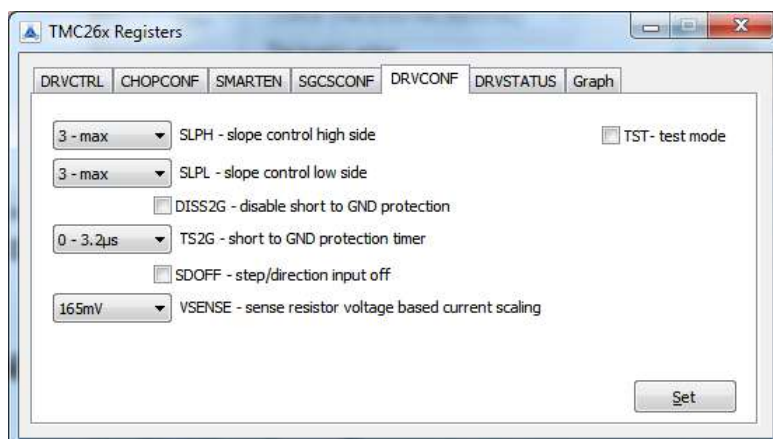 TMC26x Registers
DRVCTRL CHOPCONF SMARTEN SGCSCONF DRVCONF DRVSTATUS Graph
3 - max SLPH - slope control high side TST- test mode
3 - max SLPL - slope control low side
DISS2G - disable short to GND protection
0 - 3.2µs TS2G - short to GND protection timer
SDOFF - step/direction input off
165mV VSENSE - sense resistor voltage based current scaling
Set